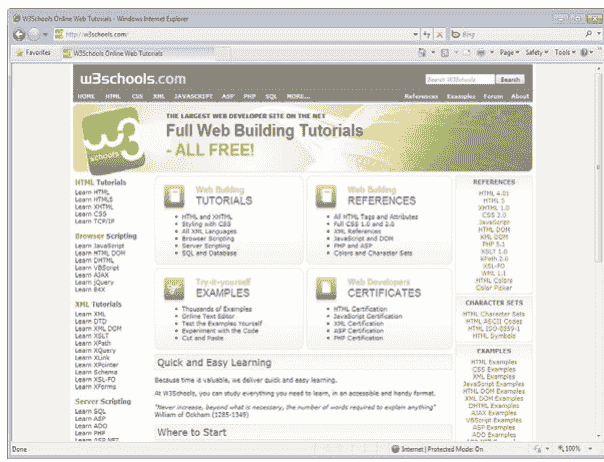 W3Schools Online Web Tutorials - Windows Internet Explorer
http://w3schools.com/
Bing
Favorites
W3Schools Online Web Tutorials
Page
Safety
Tools
w3schools.com
Search W3Schools
Search
HOME HTML CSS XML JAVASCRIPT ASP PHP SQL MORE...
References Examples Forum About
w3
schools
THE LARGEST WEB DEVELOPER SITE ON THE NET
Full Web Building Tutorials
- ALL FREE!
HTML Tutorials
Learn HTML
Learn HTML5
Learn XHTML
Learn CSS
Learn TCP/IP
Browser Scripting
Learn JavaScript
Learn HTML DOM
Learn DHTML
Learn VBScript
Learn AJAX
Learn jQuery
Learn E4X
XML Tutorials
Learn XML
Learn DTD
Learn XML DOM
Learn XSLT
Learn XPath
Learn XQuery
Learn XLink
Learn XPointer
Learn Schema
Learn XSL-FO
Learn XForms
Server Scripting
Learn SQL
Learn ASP
Learn ADO
Learn PHP
Learn ASP.NET
Web Building
TUTORIALS
HTML and XHTML
Styling with CSS
All XML Languages
Browser Scripting
Server Scripting
SQL and Database
Web Building
REFERENCES
All HTML Tags and Attributes
Full CSS 1.0 and 2.0
XML References
JavaScript and DOM
PHP and ASP
Colors and Character Sets
Try-it-yourself
EXAMPLES
Thousands of Examples
Online Text Editor
Test the Examples Yourself
Experiment with the Code
Cut and Paste
Web Developers
CERTIFICATES
HTML Certification
JavaScript Certification
XML Certification
ASP Certification
PHP Certification
Quick and Easy Learning
Because time is valuable, we deliver quick and easy learning.
At W3Schools, you can study everything you need to learn, in an accessible and handy format.
"Never increase, beyond what is necessary, the number of words required to explain anything"
William of Ockham (1285-1349)
Where to Start
REFERENCES
HTML 4.01
HTML 5
XHTML 1.0
CSS 2.0
JavaScript
HTML DOM
XML DOM
PHP 5.1
XSLT 1.0
XPath 2.0
XSL-FO
WML 1.1
HTML Colors
Color Picker
CHARACTER SETS
HTML Character Sets
HTML ASCII Codes
HTML ISO-8859-1
HTML Symbols
EXAMPLES
HTML Examples
CSS Examples
XML Examples
JavaScript Examples
HTML DOM Examples
XML DOM Examples
DHTML Examples
AJAX Examples
VBScript Examples
ASP Examples
ADO Examples
Done
Internet | Protected Mode: On
100%